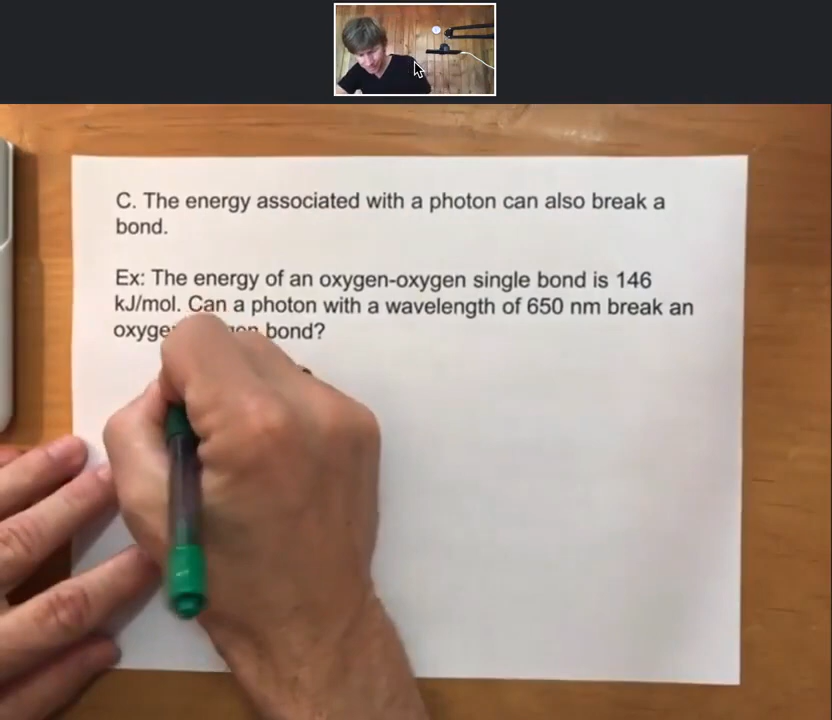 C. The energy associated with a photon can also break a
bond.
Ex: The energy of an oxygen-oxygen single bond is 146
kJ/mol. Can a photon with a wavelength of 650 nm break an
bond?